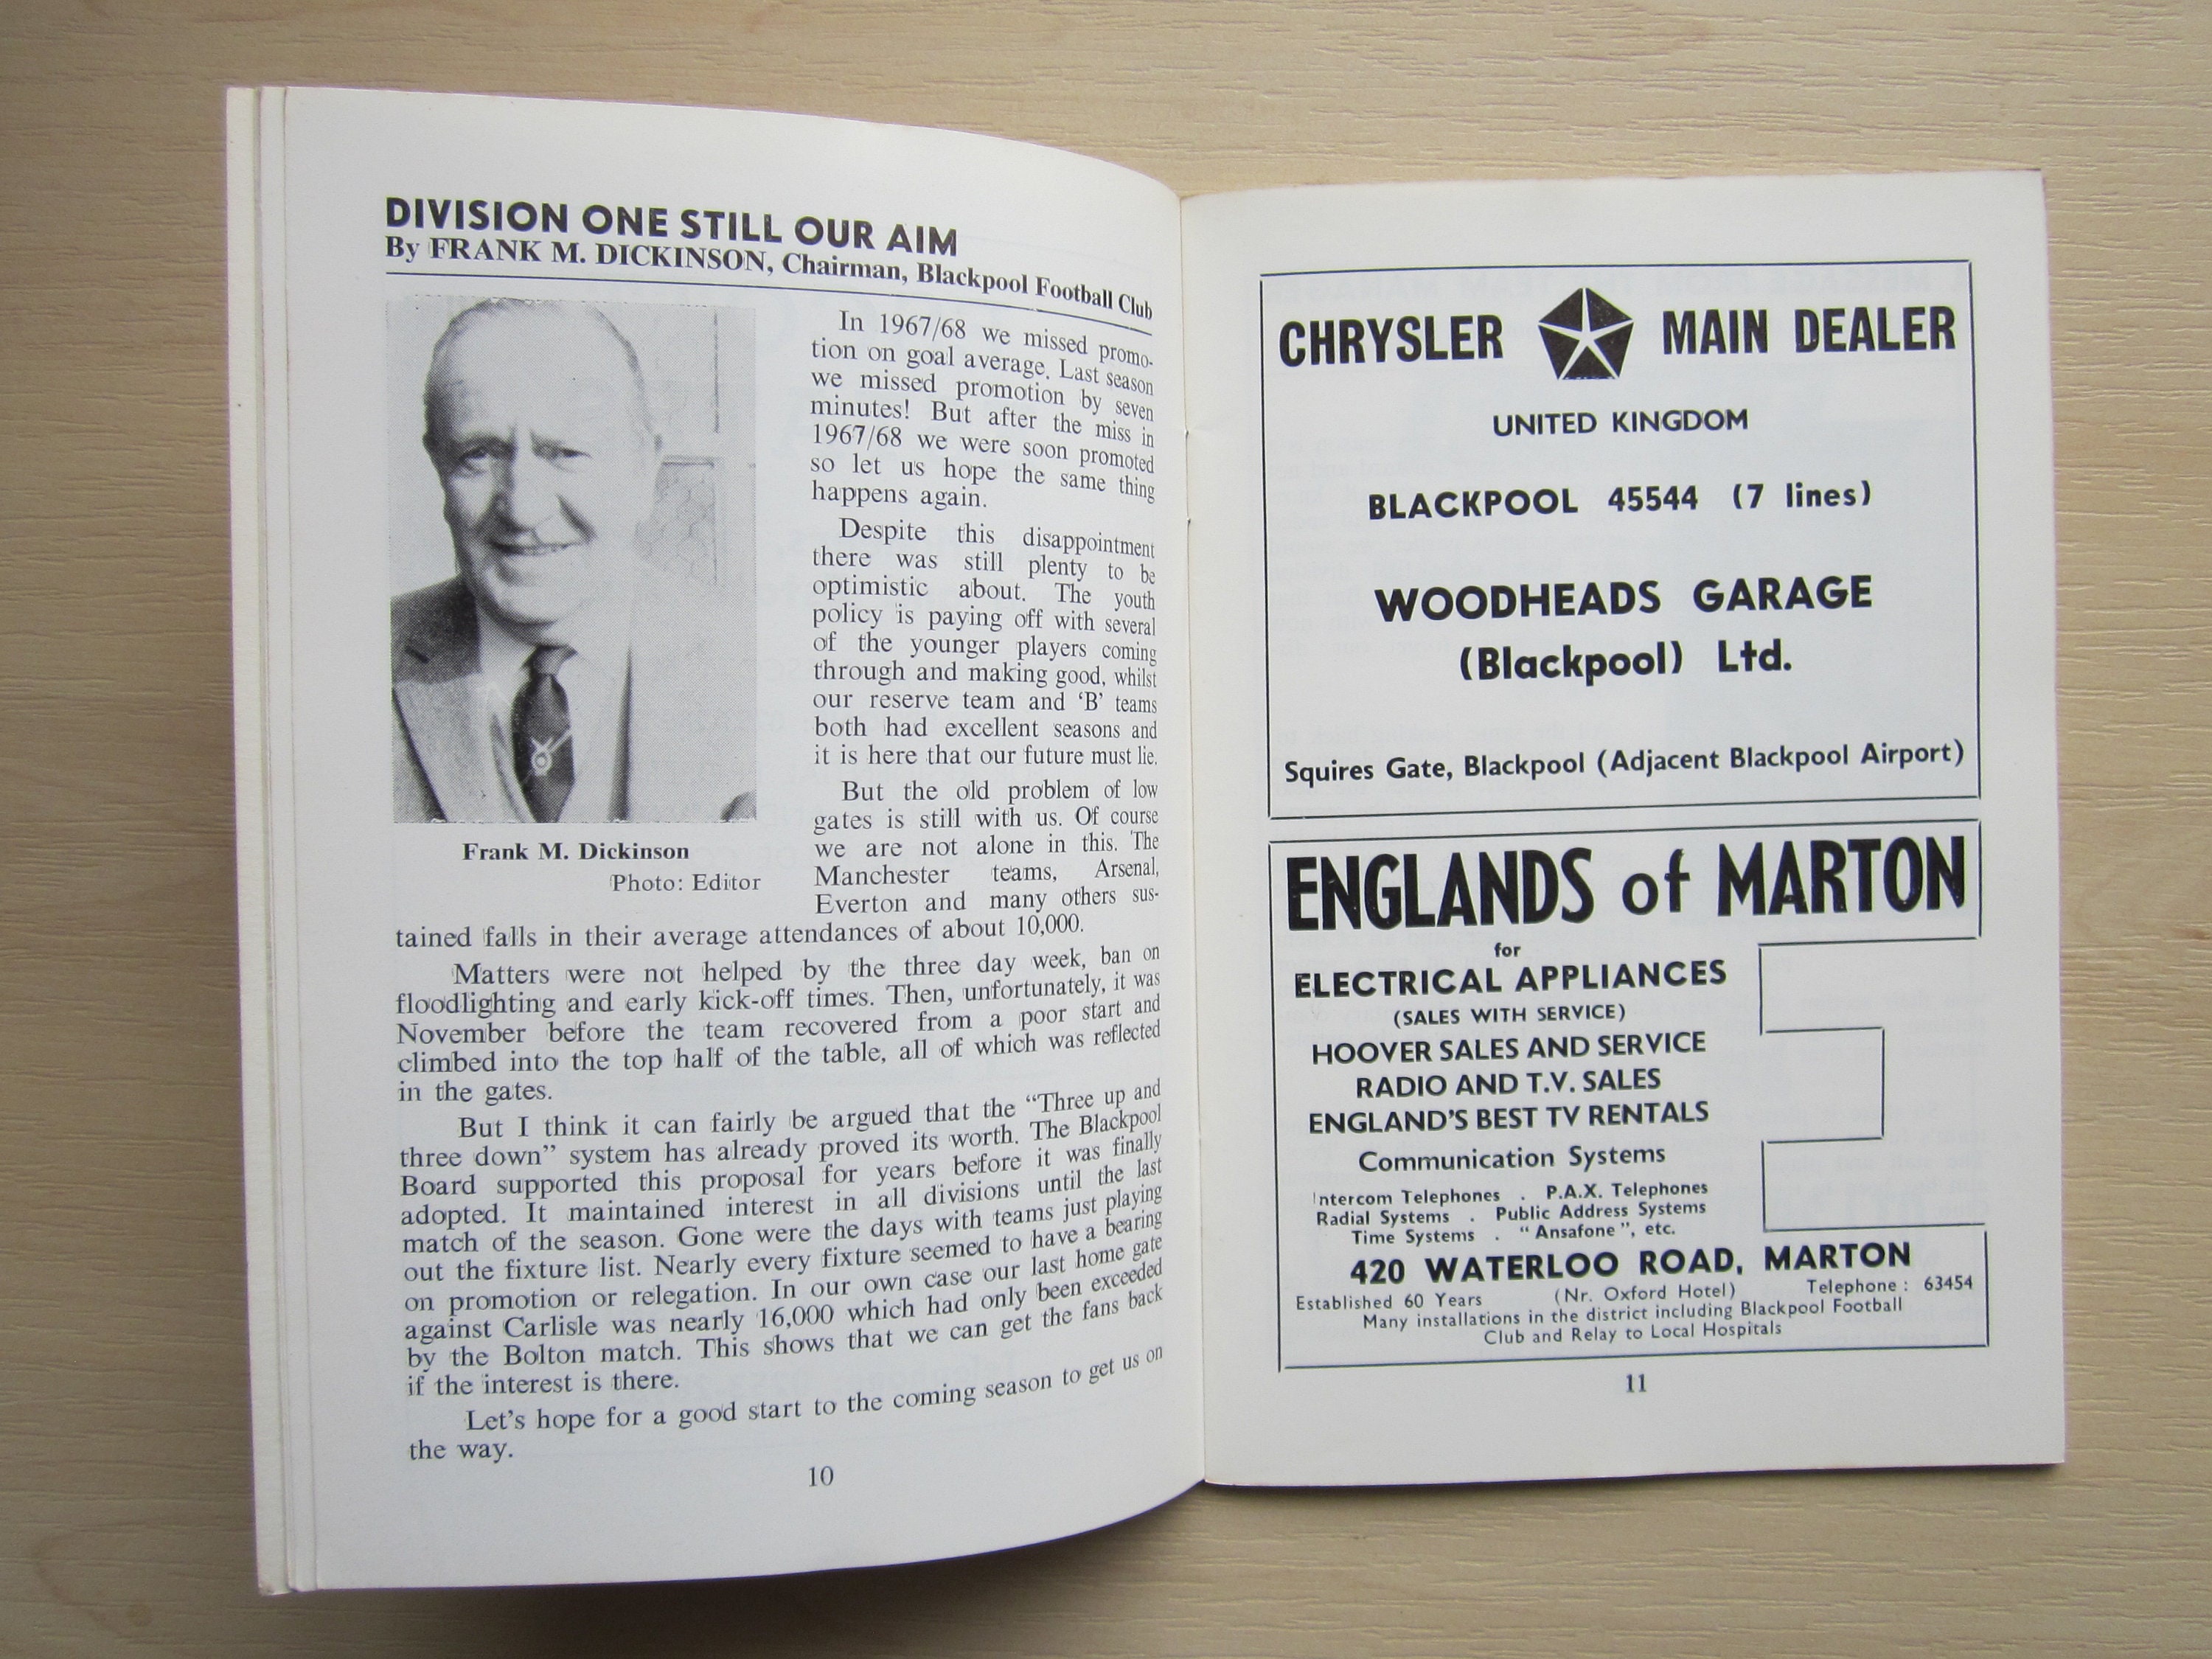 DIVISION ONE STILL OUR AIM
By FRANK M. DICKINSON, Chairman, Blackpool Football Club
In 1967/68 we missed promo-
tion on goal average. Last season
we missed promotion by seven
minutes! But after the miss in
1967/68 we were soon promoted
so let us hope the same thing
happens again.
Despite this disappointment
there was still plenty to be
optimistic about. The youth
policy is paying off with several
of the younger players coming
through and making good, whilst
our reserve team and ‘B’ teams
both had excellent seasons and
it is here that our future must lie.
But the old problem of low
gates is still with us. Of course
we are not alone in this. The
Manchester teams, Arsenal,
Everton and many others sus-
Frank M. Dickinson
Photo: Editor
tained falls in their average attendances of about 10,000.
Matters were not helped by the three day week, ban on
floodlighting and early kick-off times. Then, unfortunately, it was
November before the team recovered from a poor start and
climbed into the top half of the table, all of which was reflected
in the gates.
But I think it can fairly be argued that the “Three up and
three down” system has already proved its worth. The Blackpool
Board supported this proposal for years before it was finally
adopted. It maintained interest in all divisions until the last
match of the season. Gone were the days with teams just playing
out the fixture list. Nearly every fixture seemed to have a bearing
on promotion or relegation. In our own case our last home gate
against Carlisle was nearly 16,000 which had only been exceeded
by the Bolton match. This shows that we can get the fans back
if the interest is there.
Let’s hope for a good start to the coming season to get us on
the way.
10
CHRYSLER MAIN DEALER
UNITED KINGDOM
BLACKPOOL 45544 (7 lines)
WOODHEADS GARAGE
(Blackpool) Ltd.
Squires Gate, Blackpool (Adjacent Blackpool Airport)
ENGLANDS of MARTON
for
ELECTRICAL APPLIANCES
(SALES WITH SERVICE)
HOOVER SALES AND SERVICE
RADIO AND T.V. SALES
ENGLAND’S BEST TV RENTALS
Communication Systems
Intercom Telephones . P.A.X. Telephones
Radial Systems . Public Address Systems
Time Systems . “Ansafone”, etc.
420 WATERLOO ROAD, MARTON
Established 60 Years (Nr. Oxford Hotel) Telephone: 63454
Many installations in the district including Blackpool Football
Club and Relay to Local Hospitals
11